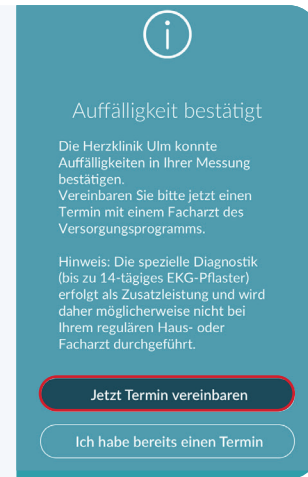 i
Auffälligkeit bestätigt
Die Herzklinik Ulm konnte
Auffälligkeiten in Ihrer Messung
bestätigen.
Vereinbaren Sie bitte jetzt einen
Termin mit einem Facharzt des
Versorgungsprogramms.
Hinweis: Die spezielle Diagnostik
(bis zu 14-tägiges EKG-Pflaster)
erfolgt als Zusatzleistung und wird
daher möglicherweise nicht bei
Ihrem regulären Haus- oder
Facharzt durchgeführt.
Jetzt Termin vereinbaren
Ich habe bereits einen Termin